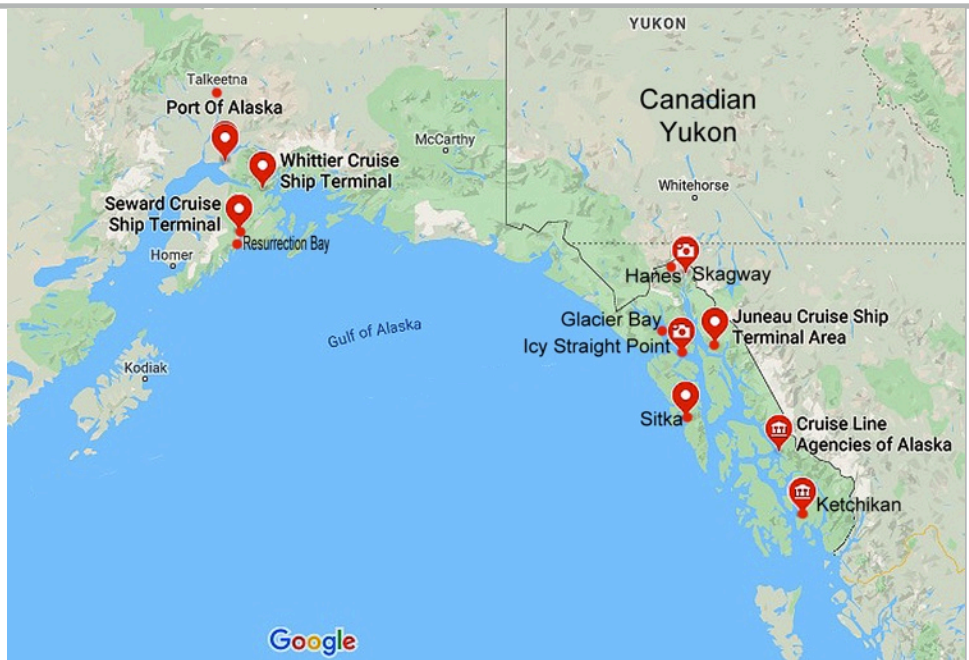 YUKON
Canadian
Yukon
Talkeetna
Port Of Alaska
McCarthy
Whittier Cruise
Ship Terminal
Whitehorse
Seward Cruise
Ship Terminal
Resurrection Bay
Homer
Hanes
Skagway
Glacier Bay
Juneau Cruise Ship
Terminal Area
Icy Straight Point
Gulf of Alaska
Kodiak
Sitka
Cruise Line
Agencies of Alaska
Ketchikan
Google